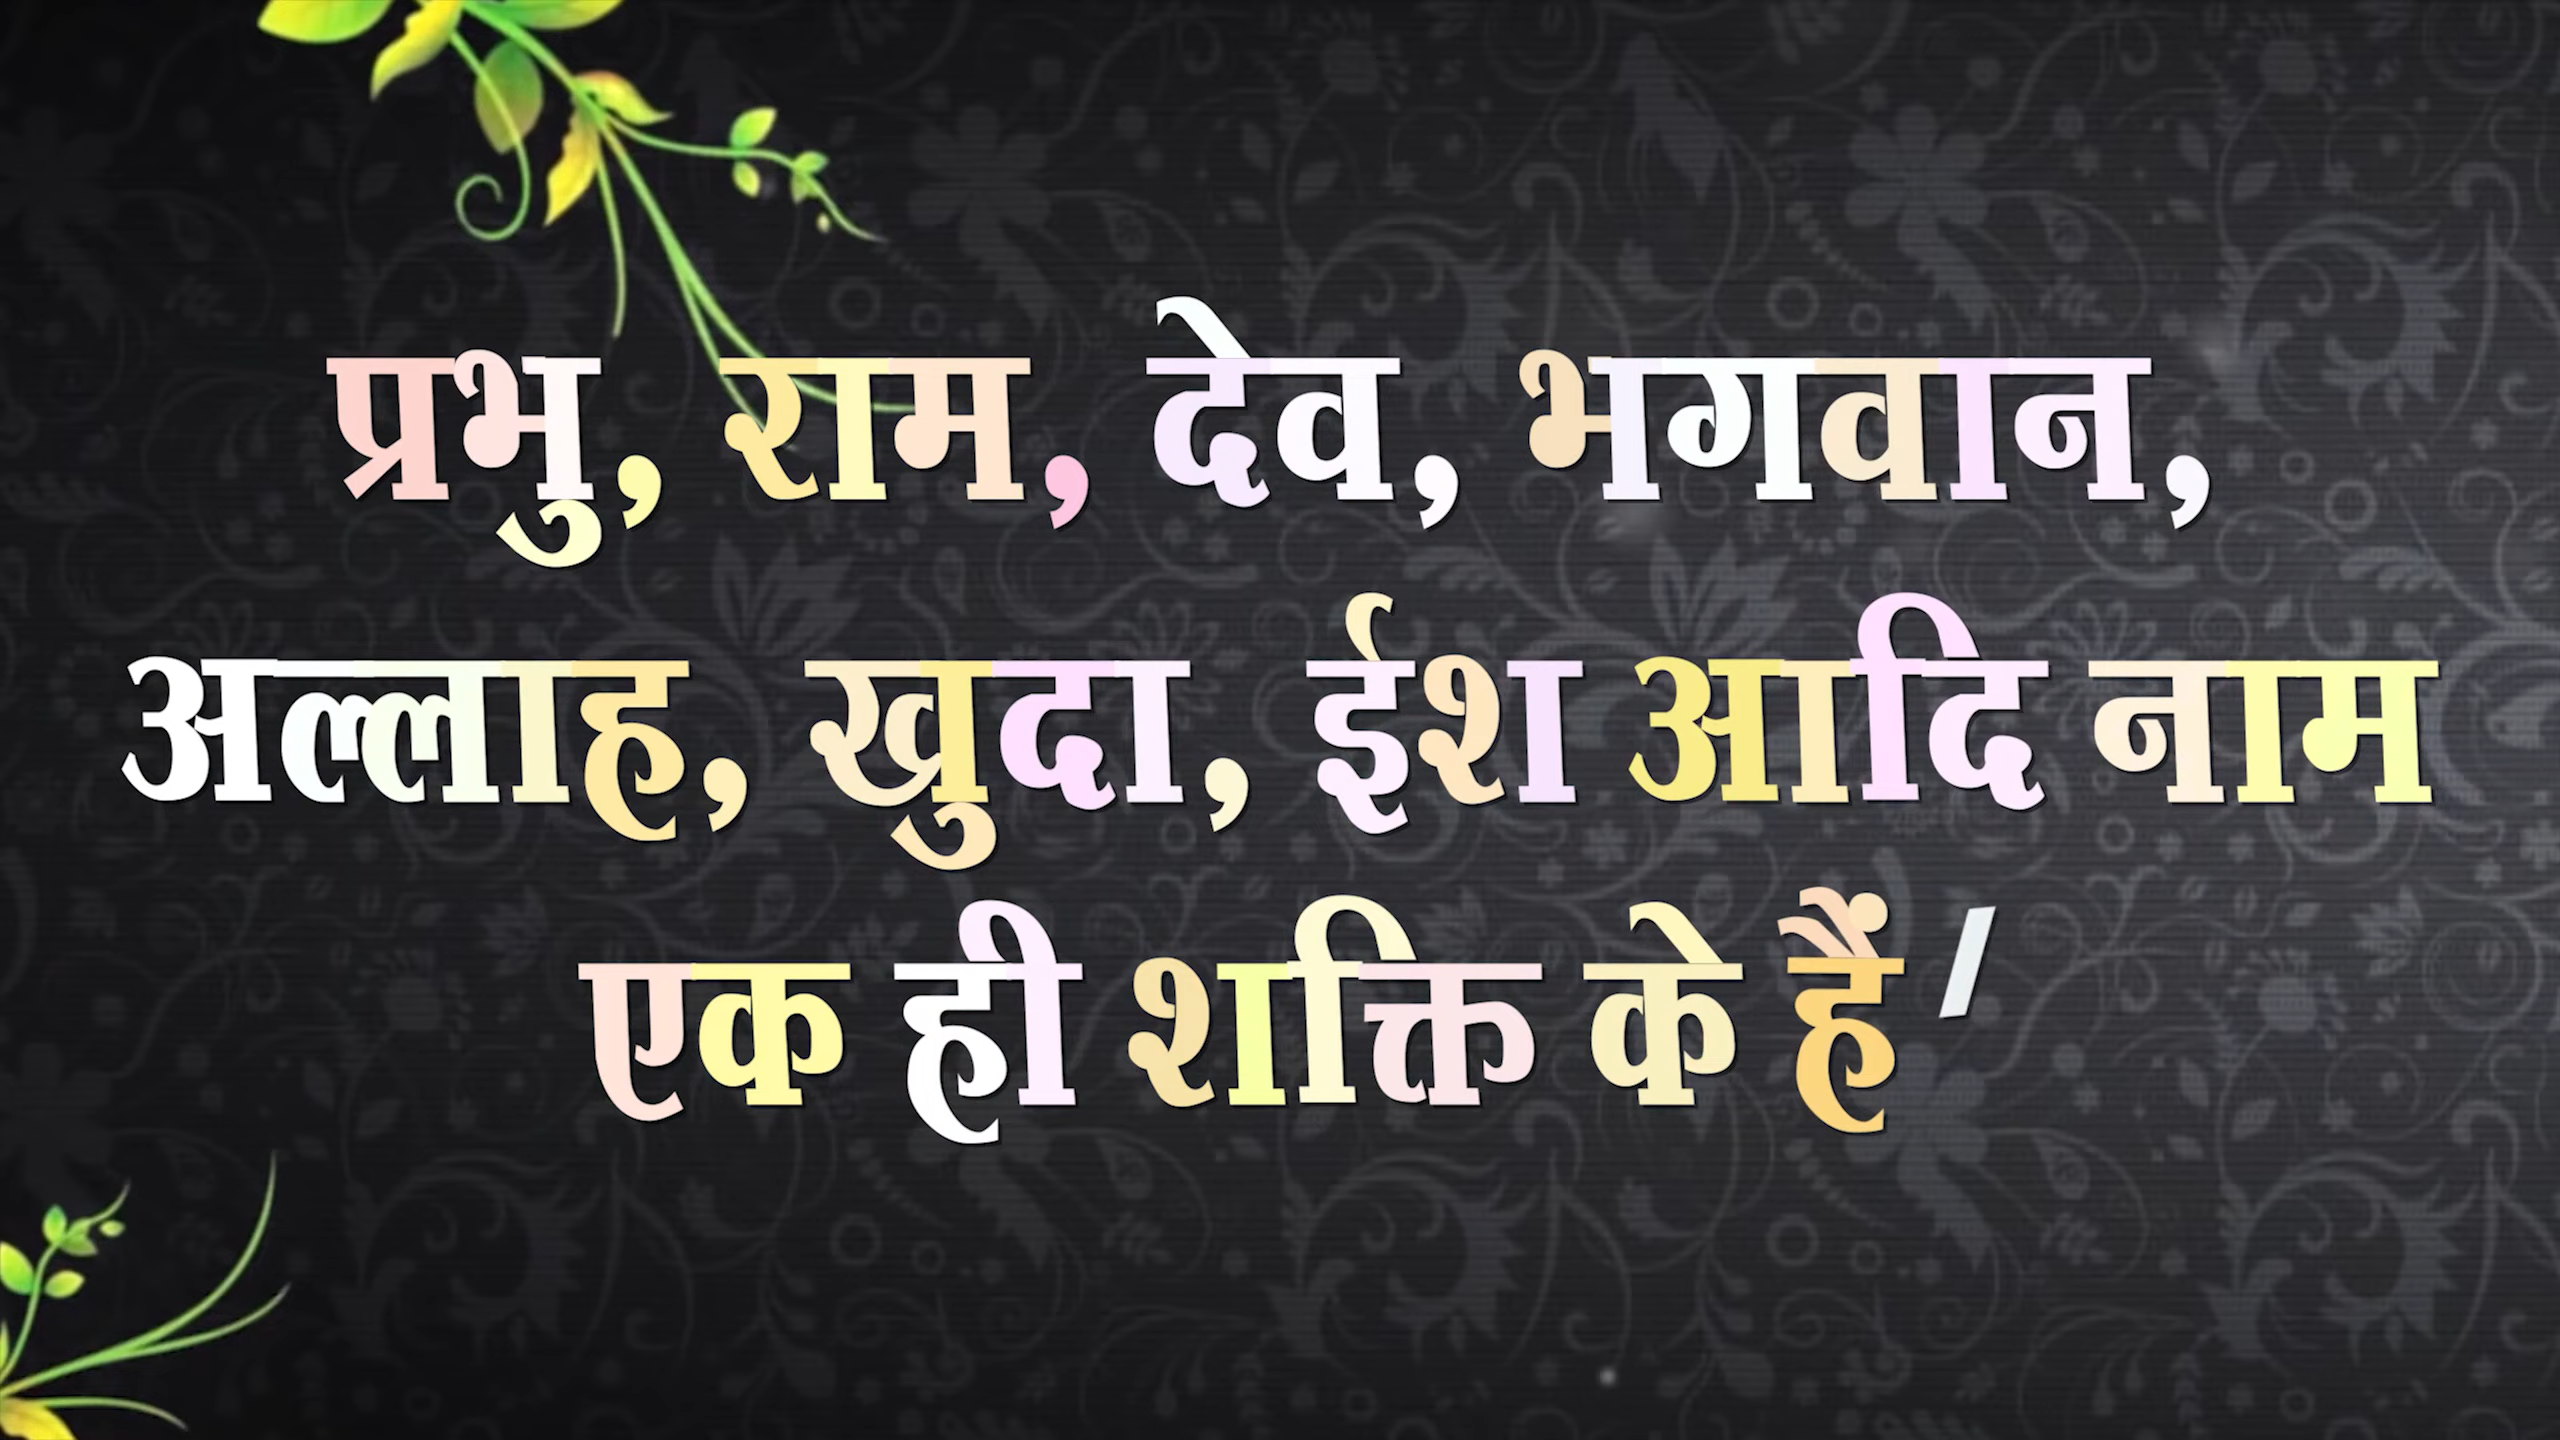 प्रभु, राम, देव, भगवान,
अल्लाह, खुदा, ईश आदि नाम
एक ही शक्ति के हैं '